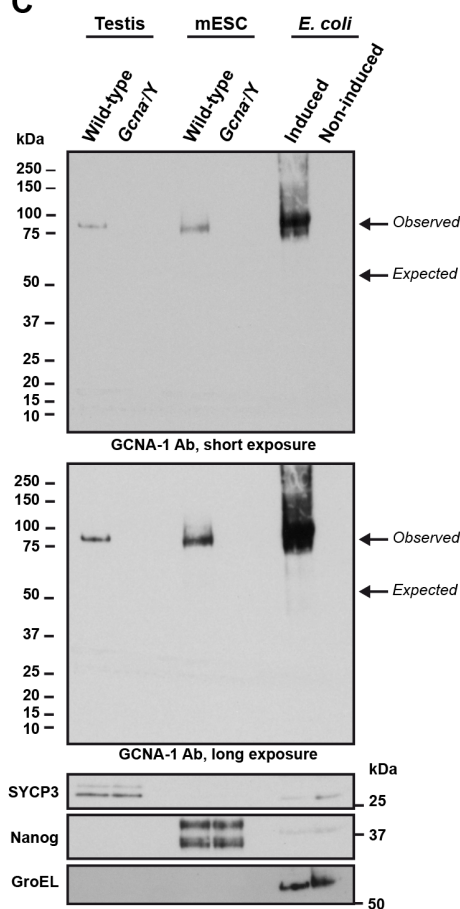 C
Testis mESC E. coli
Wild-type Gcna-/Y Wild-type Gcna-/Y Induced Non-induced
kDa
250
150
100
75
Observed
Expected
50
37
25
20
15
10
GCNA-1 Ab, short exposure
250
150
100
75
Observed
Expected
50
37
25
20
15
10
GCNA-1 Ab, long exposure
kDa
SYCP3
25
Nanog
37
GroEL
50